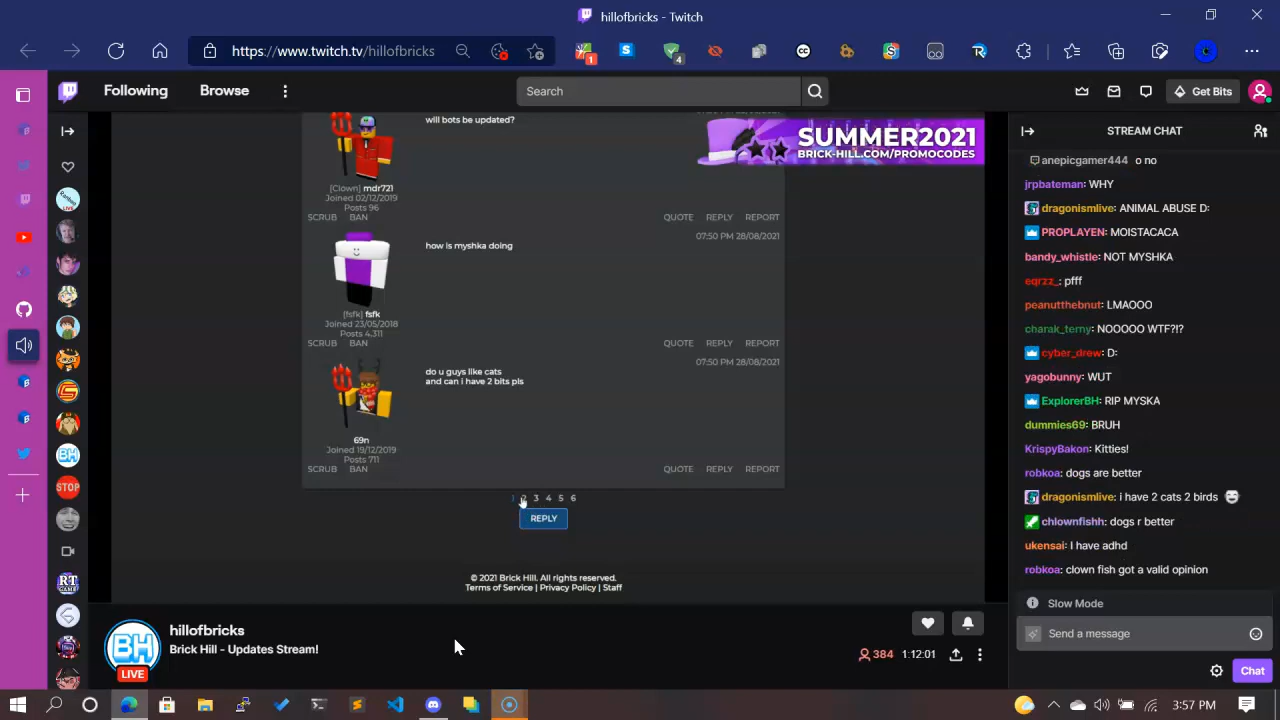 hillofbricks - Twitch
https://www.twitch.tv/hillofbricks
1
4
Following
Browse
Search
Get Bits
will bots be updated?
SUMMER2021
BRICK-HILL.COM/PROMOCODES
[Clown] mdr721
Joined 02/12/2019
Posts 96
SCRUB BAN
QUOTE REPLY REPORT
07:50 PM 28/08/2021
how is myshka doing
[fsfk] fsfk
Joined 23/05/2018
Posts 4,311
SCRUB BAN
QUOTE REPLY REPORT
07:50 PM 28/08/2021
do u guys like cats
and can i have 2 bits pls
69n
Joined 19/12/2019
Posts 711
SCRUB BAN
QUOTE REPLY REPORT
1 2 3 4 5 6
REPLY
© 2021 Brick Hill. All rights reserved.
Terms of Service | Privacy Policy | Staff
BH
LIVE
hillofbricks
Brick Hill - Updates Stream!
384
1:12:01
STREAM CHAT
anepicgamer444 o no
jrpbateman: WHY
dragonismlive: ANIMAL ABUSE D:
PROPLAYEN: MOISTACACA
bandy_whistle: NOT MYSHKA
eqrzz_: pfff
peanutthebnut: LMAOOO
charak_terny: NOOOOO WTF?!?
cyber_drew: D:
yagobunny: WUT
ExplorerBH: RIP MYSKA
dummies69: BRUH
KrispyBakon: Kitties!
robkoa: dogs are better
dragonismlive: i have 2 cats 2 birds
chlownfishh: dogs r better
ukensai: I have adhd
robkoa: clown fish got a valid opinion
Slow Mode
Send a message
Chat
BH
STOP
RT
3:57 PM